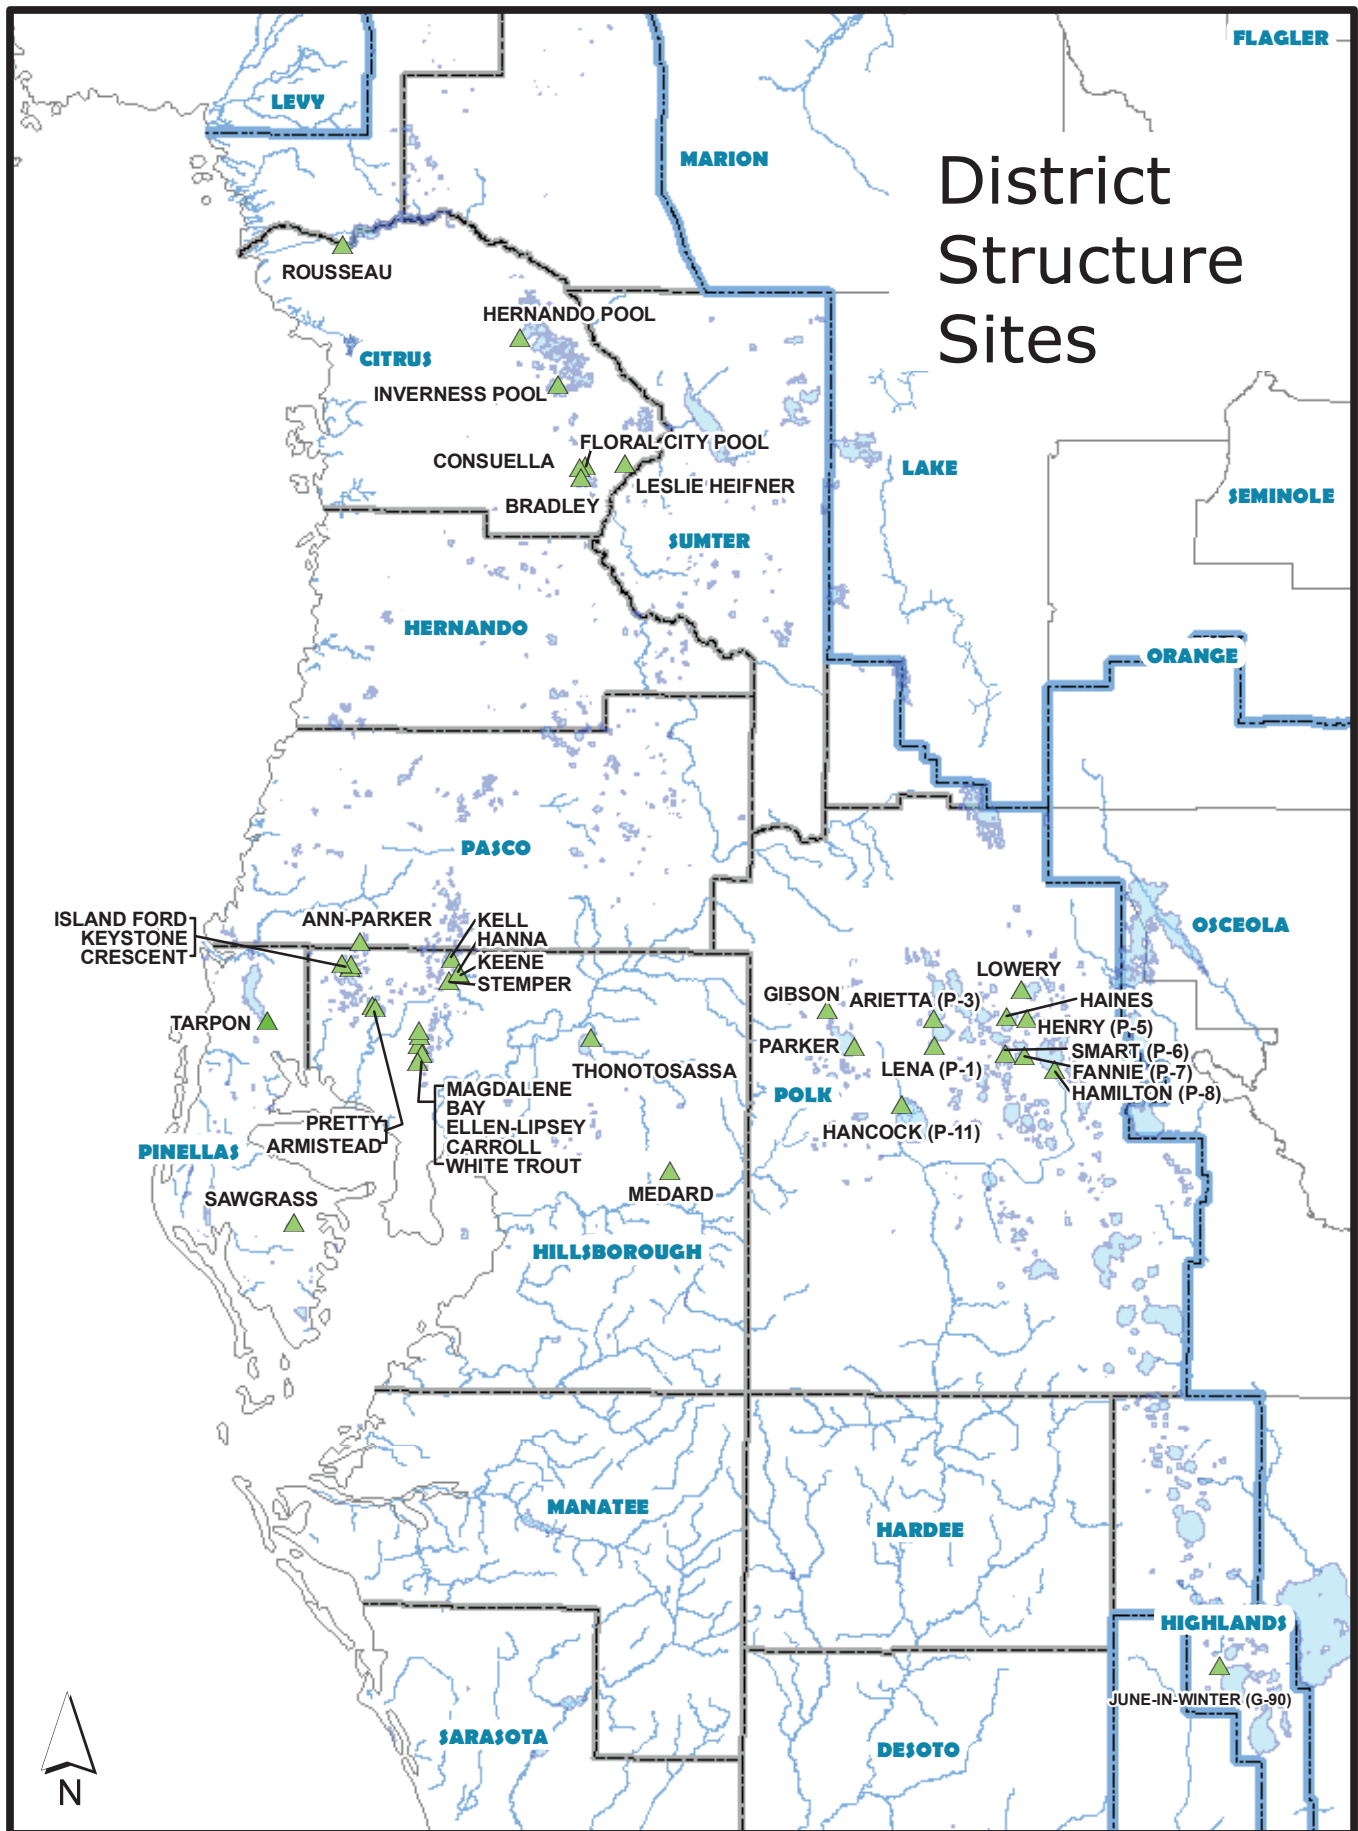 FLAGLER
LEVY
MARION
District
Structure
Sites
ROUSSEAU
HERNANDO POOL
CITRUS
INVERNESS POOL
FLORAL CITY POOL
CONSUELLA
LAKE
LESLIE HEIFNER
SEMINOLE
BRADLEY
SUMTER
HERNANDO
ORANGE
PASCO
ISLAND FORD
KEYSTONE
CRESCENT
ANN-PARKER
KELL
HANNA
KEENE
STEMPER
OSCEOLA
LOWERY
GIBSON
ARIETTA (P-3)
HAINES
TARPON
HENRY (P-5)
PARKER
SMART (P-6)
THONOTOSASSA
LENA (P-1)
FANNIE (P-7)
HAMILTON (P-8)
MAGDALENE
BAY
ELLEN-LIPSEY
CARROLL
WHITE TROUT
POLK
PRETTY
ARMISTEAD
HANCOCK (P-11)
PINELLAS
SAWGRASS
MEDARD
HILLSBOROUGH
MANATEE
HARDEE
HIGHLANDS
JUNE-IN-WINTER (G-90)
SARASOTA
DESOTO
N